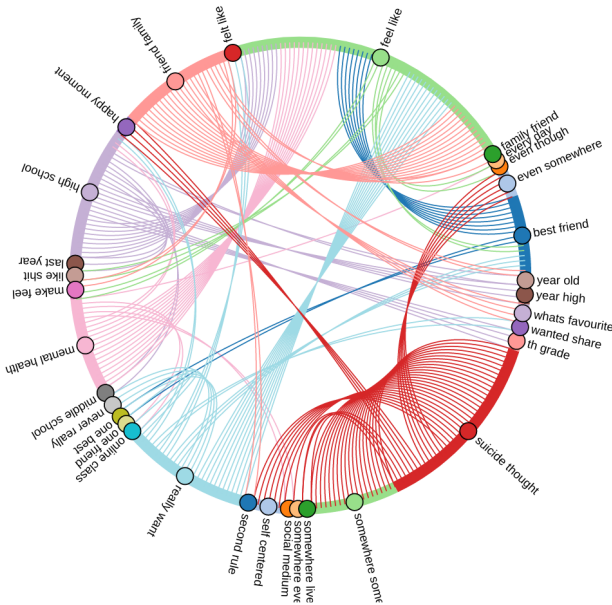 felt like
feel like
friend family
happy moment
high school
last year
like shit
make feel
mental health
middle school
never really
one best
one friend
online class
really want
second rule
self centered
social medium
somewhere eve
somewhere live
somewhere some
suicide thought
th grade
wanted share
whats favourite
year high
year old
best friend
even somewhere
even though
every day
family friend